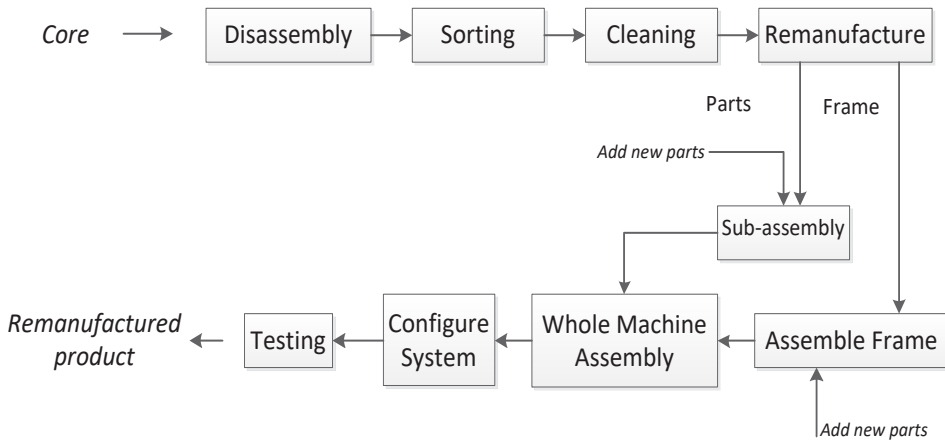 Core
Disassembly
Sorting
Cleaning
Remanufacture
Parts
Frame
Add new parts
Sub-assembly
Remanufactured
product
Testing
Configure
System
Whole Machine
Assembly
Assemble Frame
Add new parts